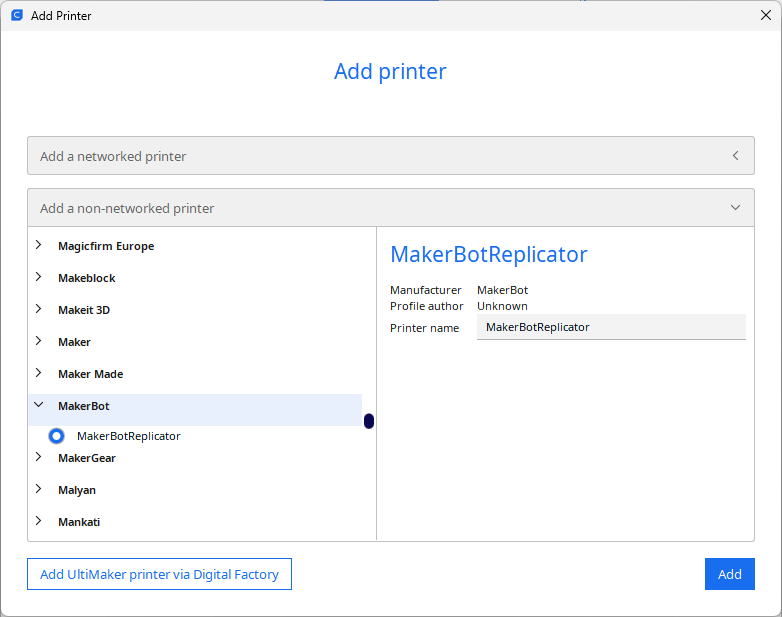 Add Printer
Add printer
Add a networked printer
Add a non-networked printer
Magicfirm Europe
Makeblock
Makeit 3D
Maker
Maker Made
MakerBot
MakerBotReplicator
MakerGear
Malyan
Mankati
MakerBotReplicator
Manufacturer MakerBot
Profile author Unknown
Printer name MakerBotReplicator
Add UltiMaker printer via Digital Factory
Add